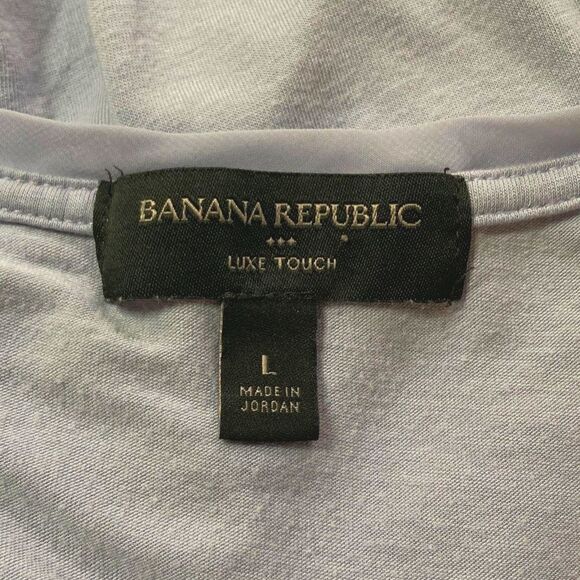 BANANA REPUBLIC
LUXE TOUCH
L
MADE IN
JORDAN